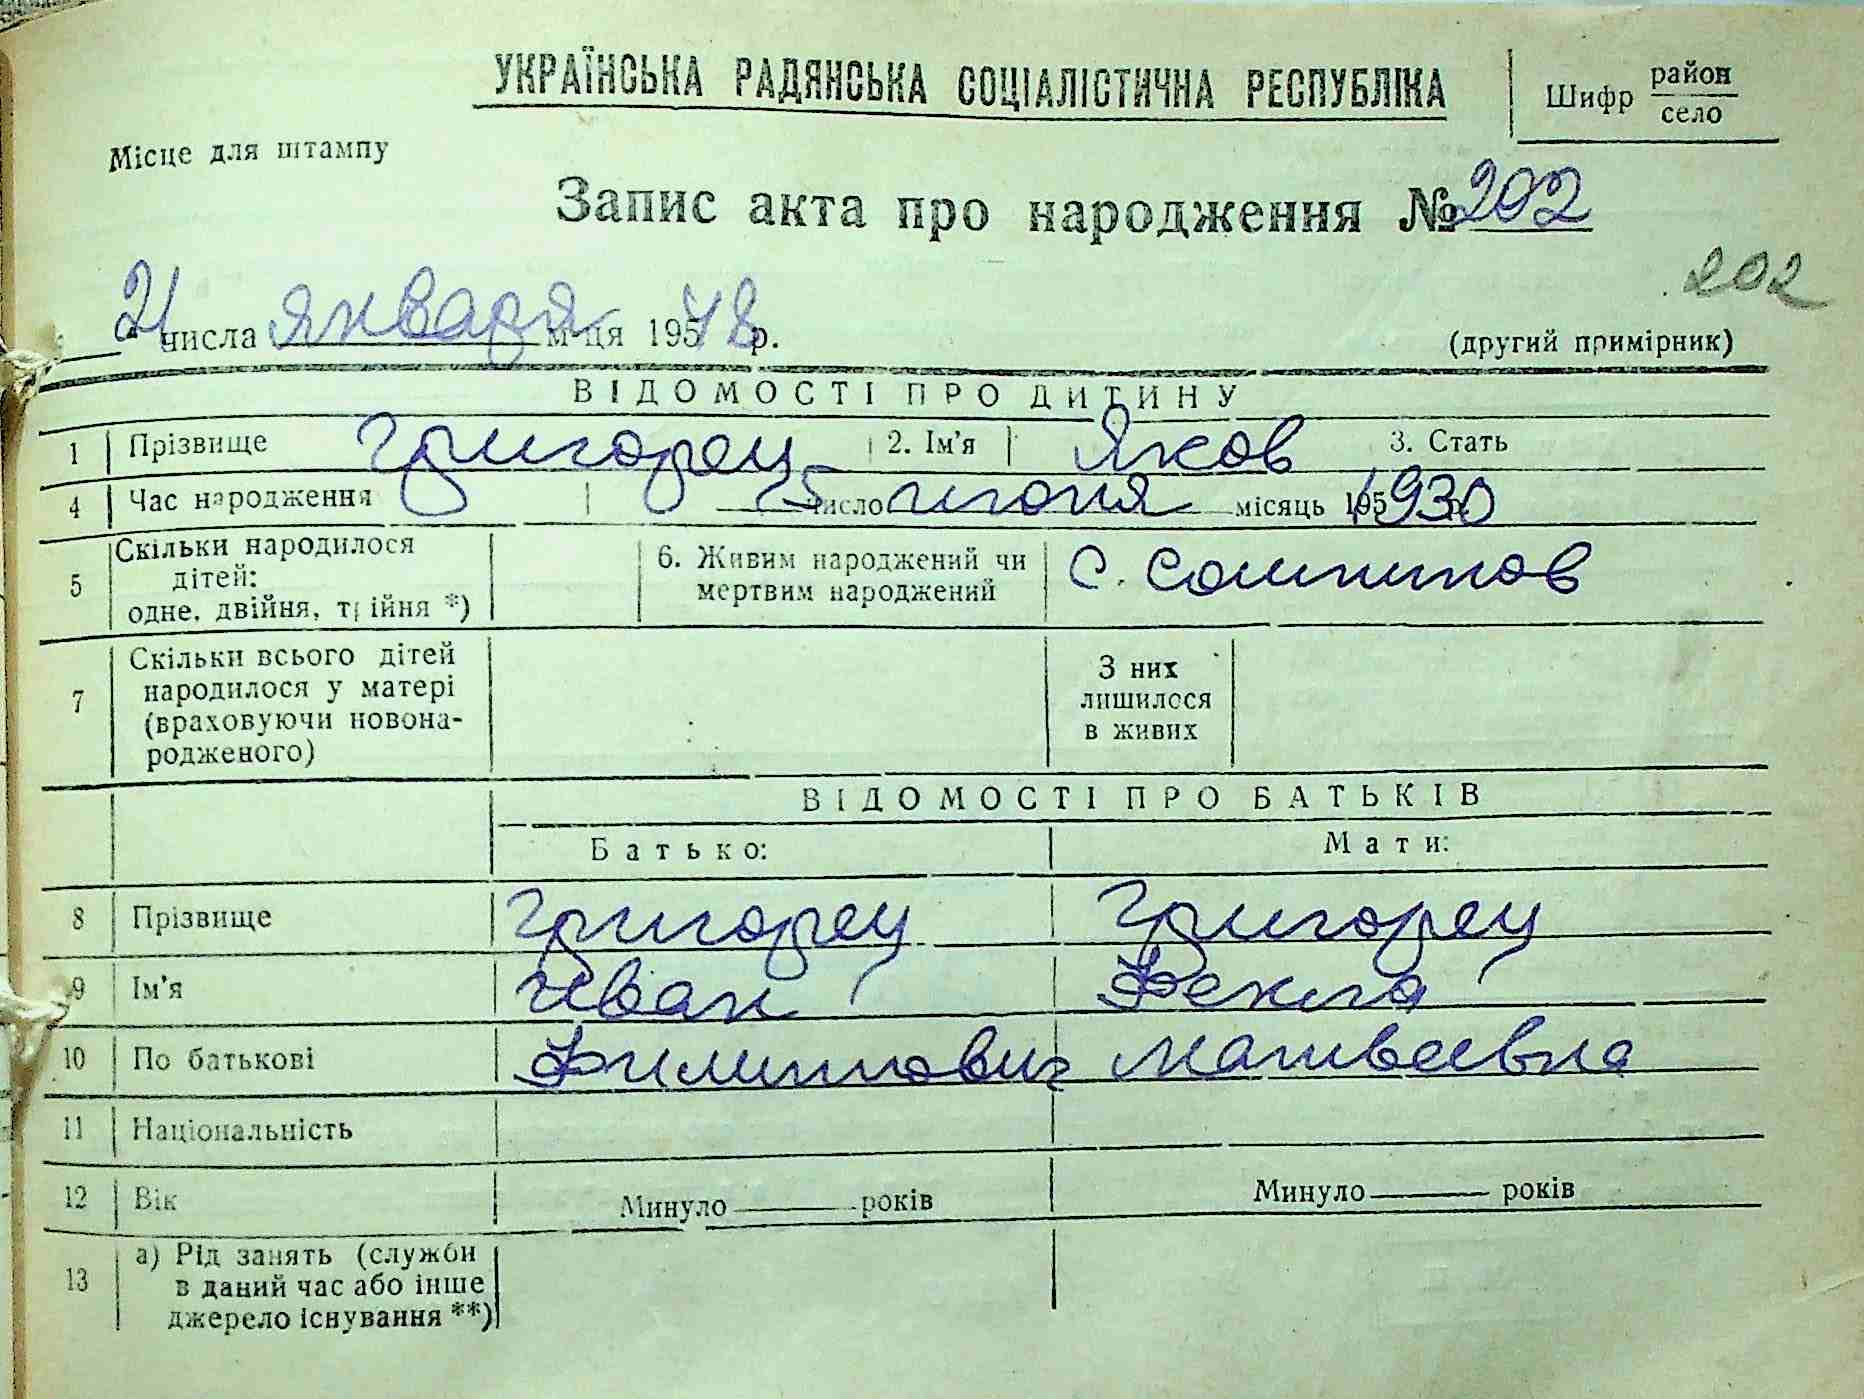 УКРАЇНСЬКА РАДЯНСЬКА СОЦІАЛІСТИЧНА РЕСПУБЛІКА
Шифр район село
Місце для штампу
Запис акта про народження № 202
202
21 числа января м-ця 195 48 р.
(другий примірник)
ВІДОМОСТІ ПРО ДИТИНУ
1 Прізвище Григорец 2. Ім'я Яков 3. Стать
4 Час народження 5 число июня місяць 195 1930
5 Скільки народилося дітей: одне, двійня, трійня *) 6. Живим народжений чи мертвим народжений с.
7 Скільки всього дітей народилося у матері (враховуючи новонародженого) З них лишилося в живих
ВІДОМОСТІ ПРО БАТЬКІВ
Батько: Мати:
8 Прізвище Григорец Григорец
9 Ім'я Иван Фекла
10 По батькові Филиппович Матвеевна
11 Національність
12 Вік Минуло років Минуло років
13 а) Рід занять (служби в даний час або інше джерело існування **)